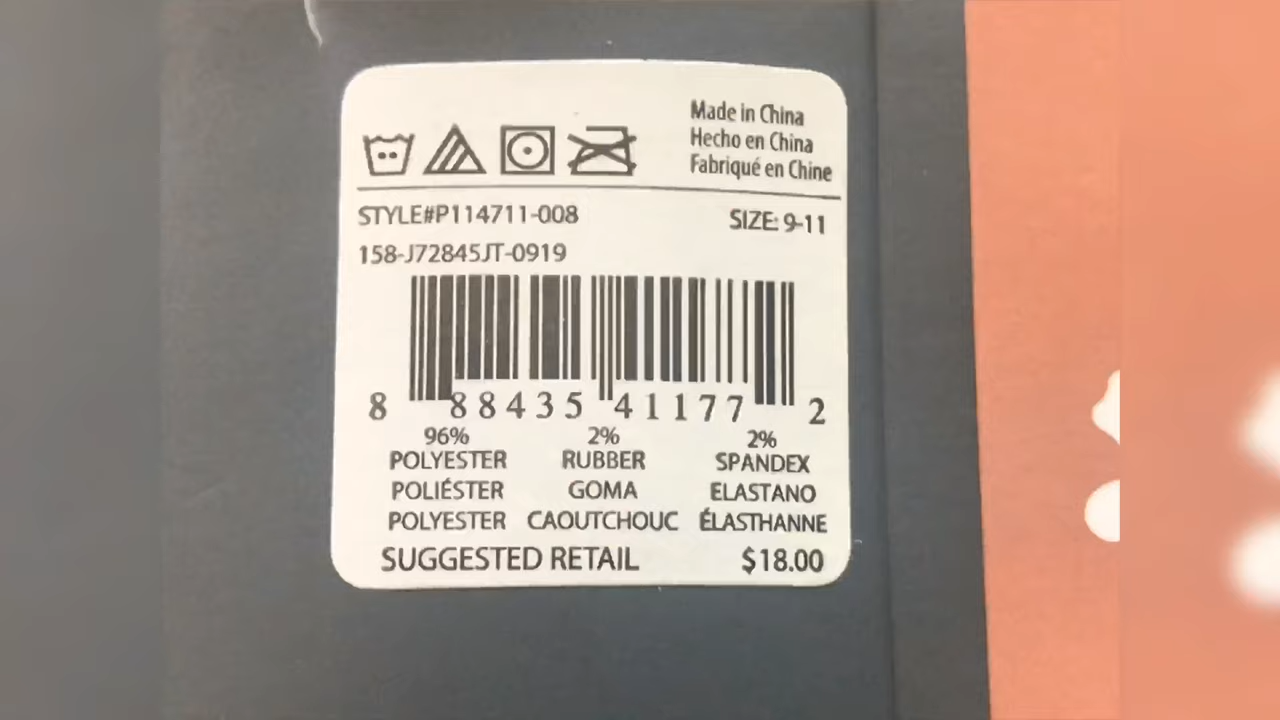 Made in China
Hecho en China
Fabriqué en Chine
STYLE#P114711-008 SIZE: 9-11
158-J72845JT-0919
8 88435 41177 2
96% 2% 2%
POLYESTER RUBBER SPANDEX
POLIÉSTER GOMA ELASTANO
POLYESTER CAOUTCHOUC ÉLASTHANNE
SUGGESTED RETAIL $18.00